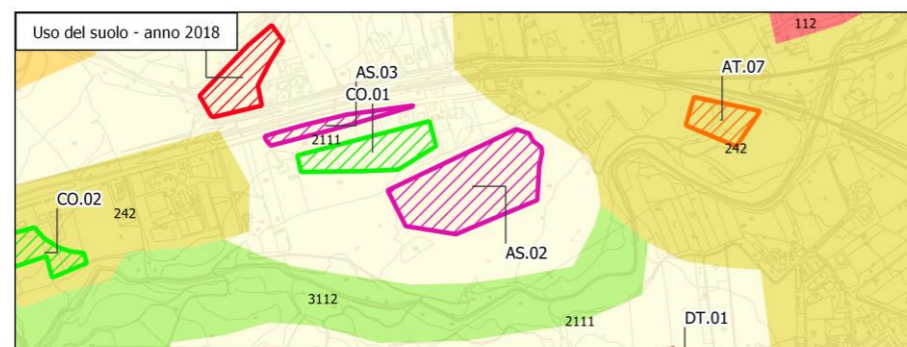 Uso del suolo - anno 2018
112
AS.03
AT.07
CO.01
2111
242
CO.02
242
AS.02
3112
2111
DT.01